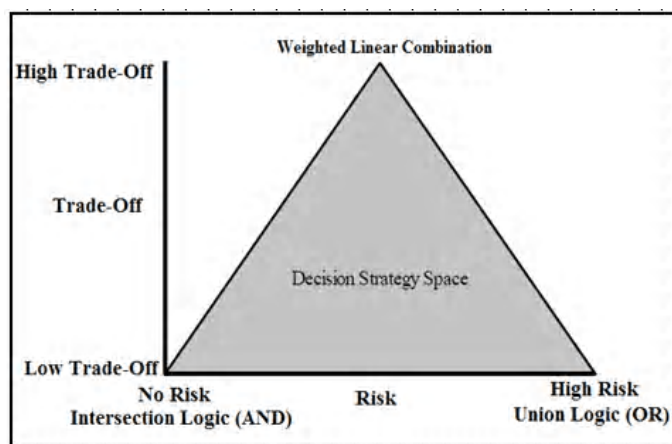 Weighted Linear Combination
High Trade-Off
Trade-Off
Decision Strategy Space
Low Trade-Off
No Risk
Risk
High Risk
Intersection Logic (AND)
Union Logic (OR)